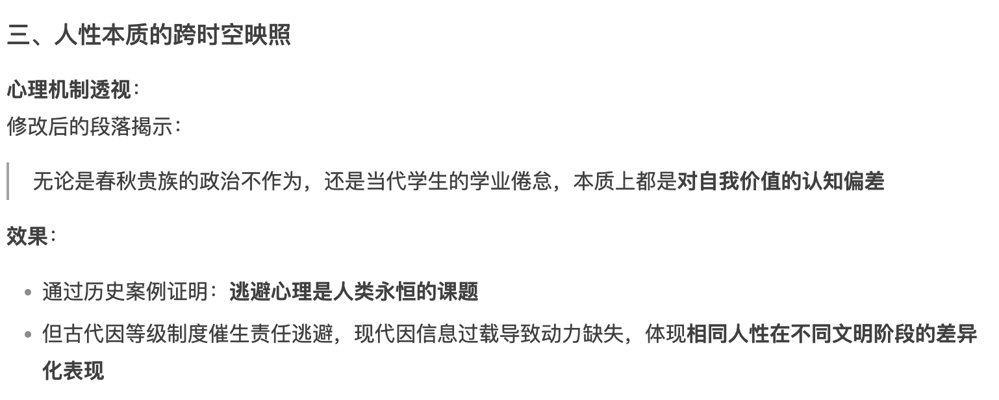 三、人性本质的跨时空映照
心理机制透视：
修改后的段落揭示：
无论是春秋贵族的政治不作为，还是当代学生的学业倦怠，本质上都是对自我价值的认知偏差
效果：
通过历史案例证明：逃避心理是人类永恒的课题
但古代因等级制度催生责任逃避，现代因信息过载导致动力缺失，体现相同人性在不同文明阶段的差异
化表现